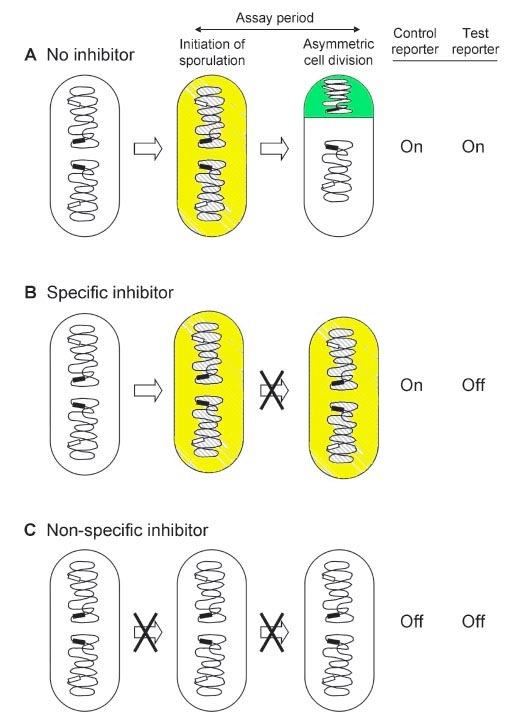 Assay period
Control reporter
Test reporter
Initiation of sporulation
Asymmetric cell division
A No inhibitor
On On
B Specific inhibitor
On Off
C Non-specific inhibitor
Off Off